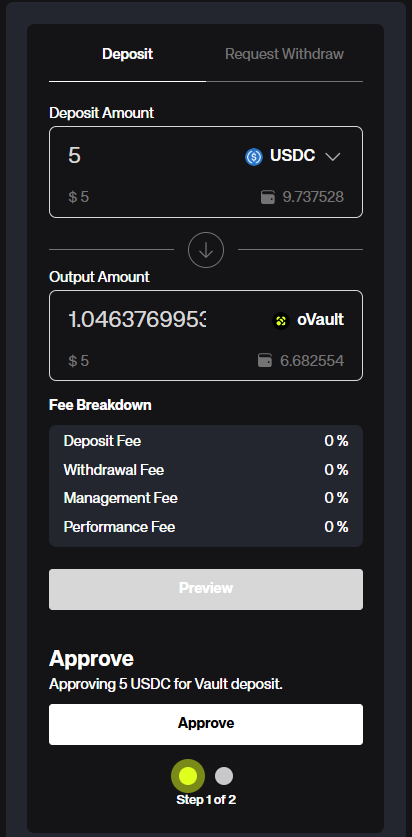 Deposit
Request Withdraw
Deposit Amount
5
USDC
$ 5
9.737528
Output Amount
1.0463769953
oVault
$ 5
6.682554
Fee Breakdown
Deposit Fee 0 %
Withdrawal Fee 0 %
Management Fee 0 %
Performance Fee 0 %
Preview
Approve
Approving 5 USDC for Vault deposit.
Approve
Step 1 of 2